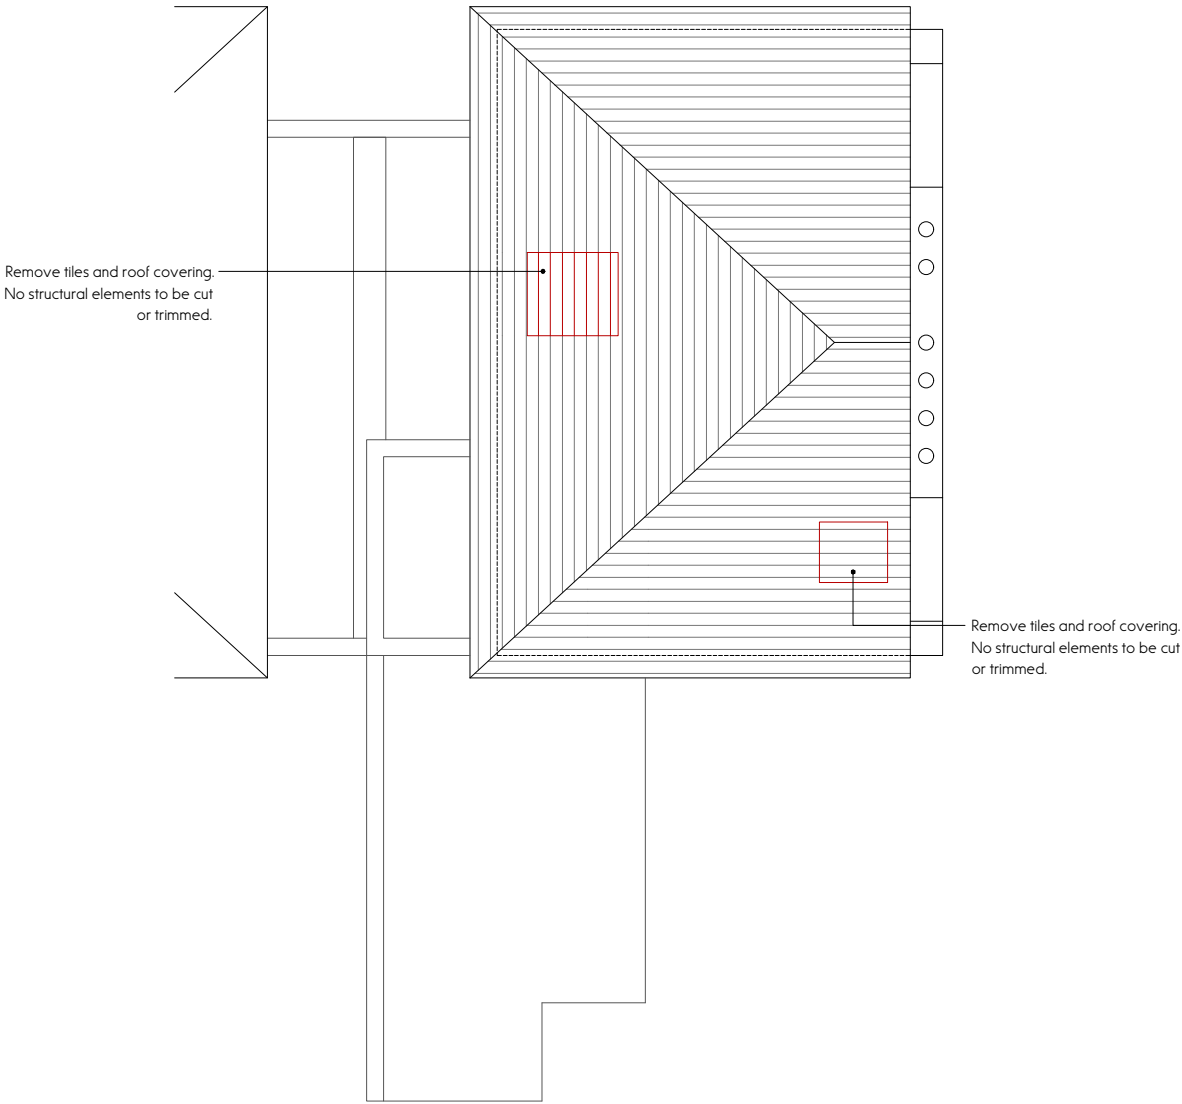 Remove tiles and roof covering.
No structural elements to be cut
or trimmed.
Remove tiles and roof covering.
No structural elements to be cut
or trimmed.